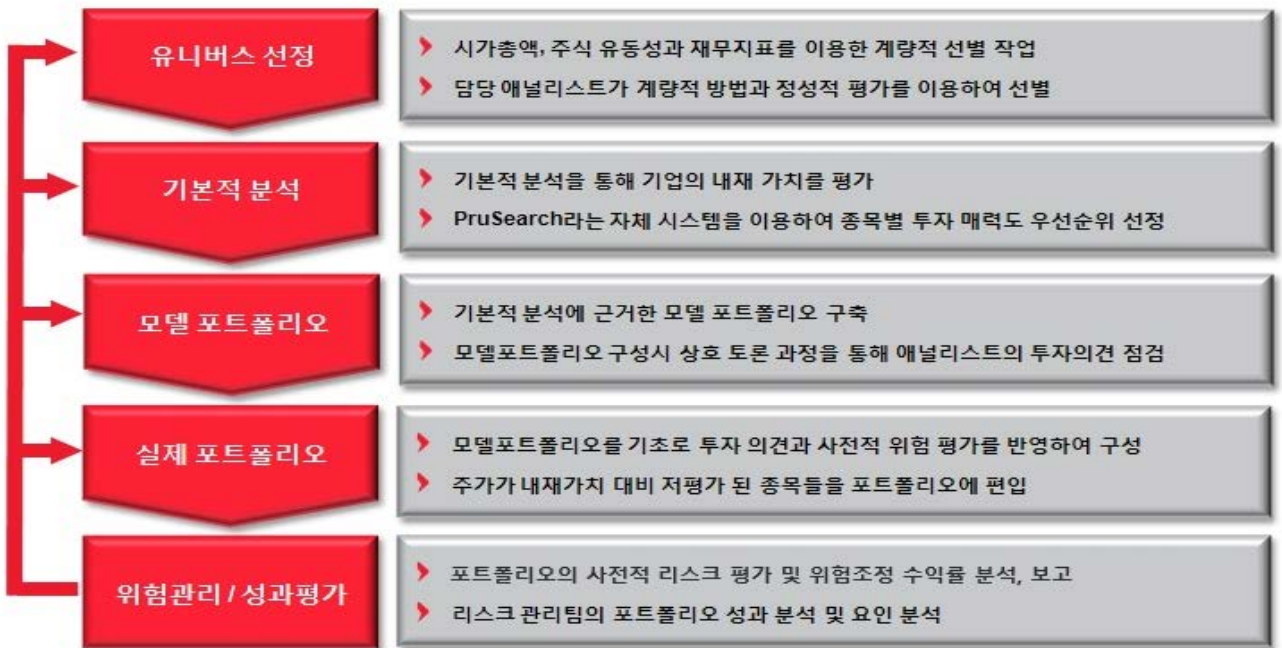 유니버스 선정
시가총액, 주식 유동성과 재무지표를 이용한 계량적 선별 작업
담당 애널리스트가 계량적 방법과 정성적 평가를 이용하여 선별
기본적 분석
기본적 분석을 통해 기업의 내재 가치를 평가
PruSearch라는 자체 시스템을 이용하여 종목별 투자 매력도 우선순위 선정
모델 포트폴리오
기본적 분석에 근거한 모델 포트폴리오 구축
모델포트폴리오 구성시 상호 토론 과정을 통해 애널리스트의 투자의견 점검
실제 포트폴리오
모델포트폴리오를 기초로 투자 의견과 사전적 위험 평가를 반영하여 구성
주가가 내재가치 대비 저평가 된 종목들을 포트폴리오에 편입
위험관리 / 성과평가
포트폴리오의 사전적 리스크 평가 및 위험조정 수익률 분석, 보고
리스크 관리팀의 포트폴리오 성과 분석 및 요인 분석